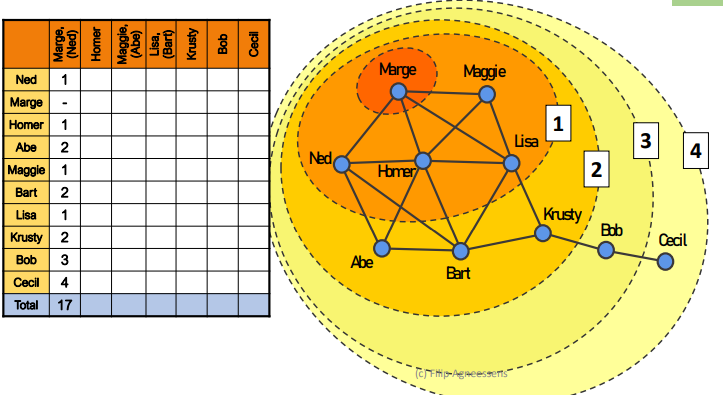 Marge, (Ned) Homer Maggie, (Abe) Lisa, (Bart) Krusty Bob Cecil
Ned 1
Marge -
Homer 1
Abe 2
Maggie 1
Bart 2
Lisa 1
Krusty 2
Bob 3
Cecil 4
Total 17
Marge
Maggie
1
Lisa
3
4
Ned
Homer
2
Krusty
Bob
Cecil
Abe
Bart
(c) Filip Agneessens